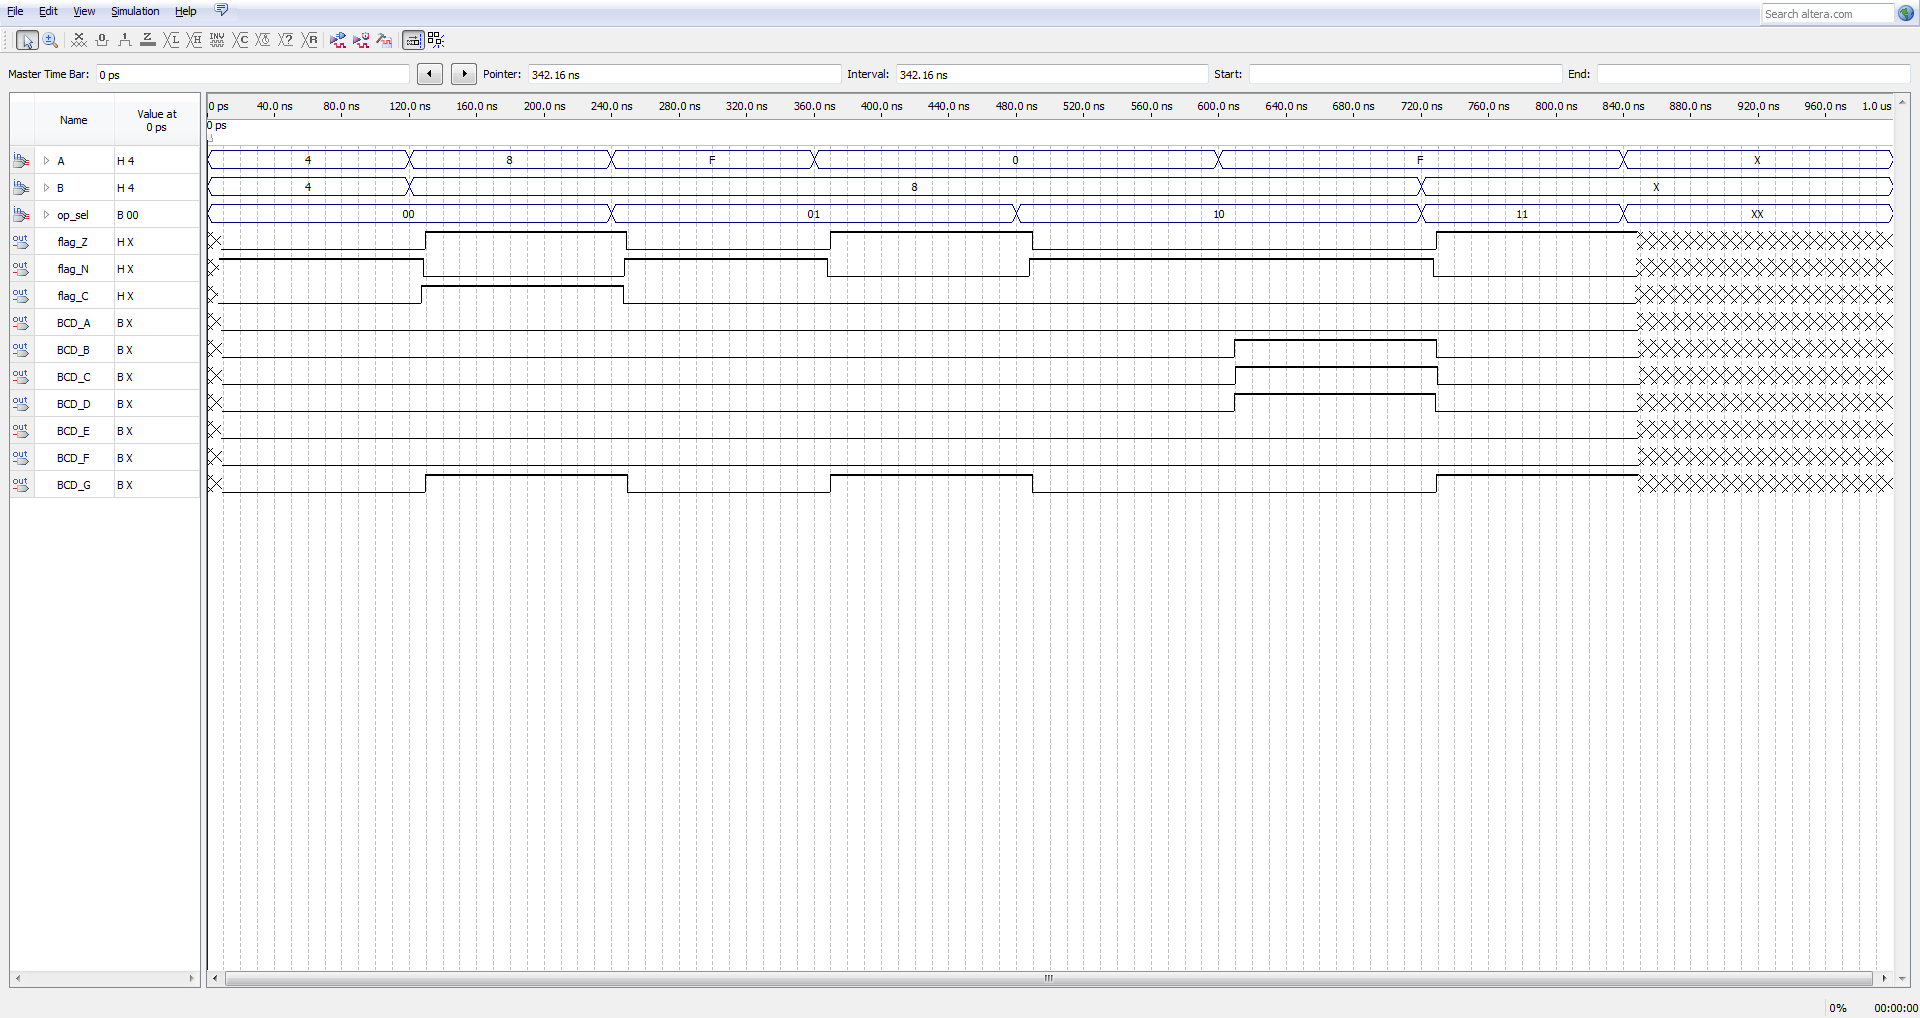 File Edit View Simulation Help
Search altera.com
Master Time Bar: 0 ps Pointer: 342.16 ns Interval: 342.16 ns Start: End:
Name Value at 0 ps
0 ps 40.0 ns 80.0 ns 120.0 ns 160.0 ns 200.0 ns 240.0 ns 280.0 ns 320.0 ns 360.0 ns 400.0 ns 440.0 ns 480.0 ns 520.0 ns 560.0 ns 600.0 ns 640.0 ns 680.0 ns 720.0 ns 760.0 ns 800.0 ns 840.0 ns 880.0 ns 920.0 ns 960.0 ns 1.0 us
0 ps
in A H 4 4 8 F 0 F X
in B H 4 4 8 X
in op_sel B 00 00 01 10 11 XX
out flag_Z H X
out flag_N H X
out flag_C H X
out BCD_A B X
out BCD_B B X
out BCD_C B X
out BCD_D B X
out BCD_E B X
out BCD_F B X
out BCD_G B X
0% 00:00:00